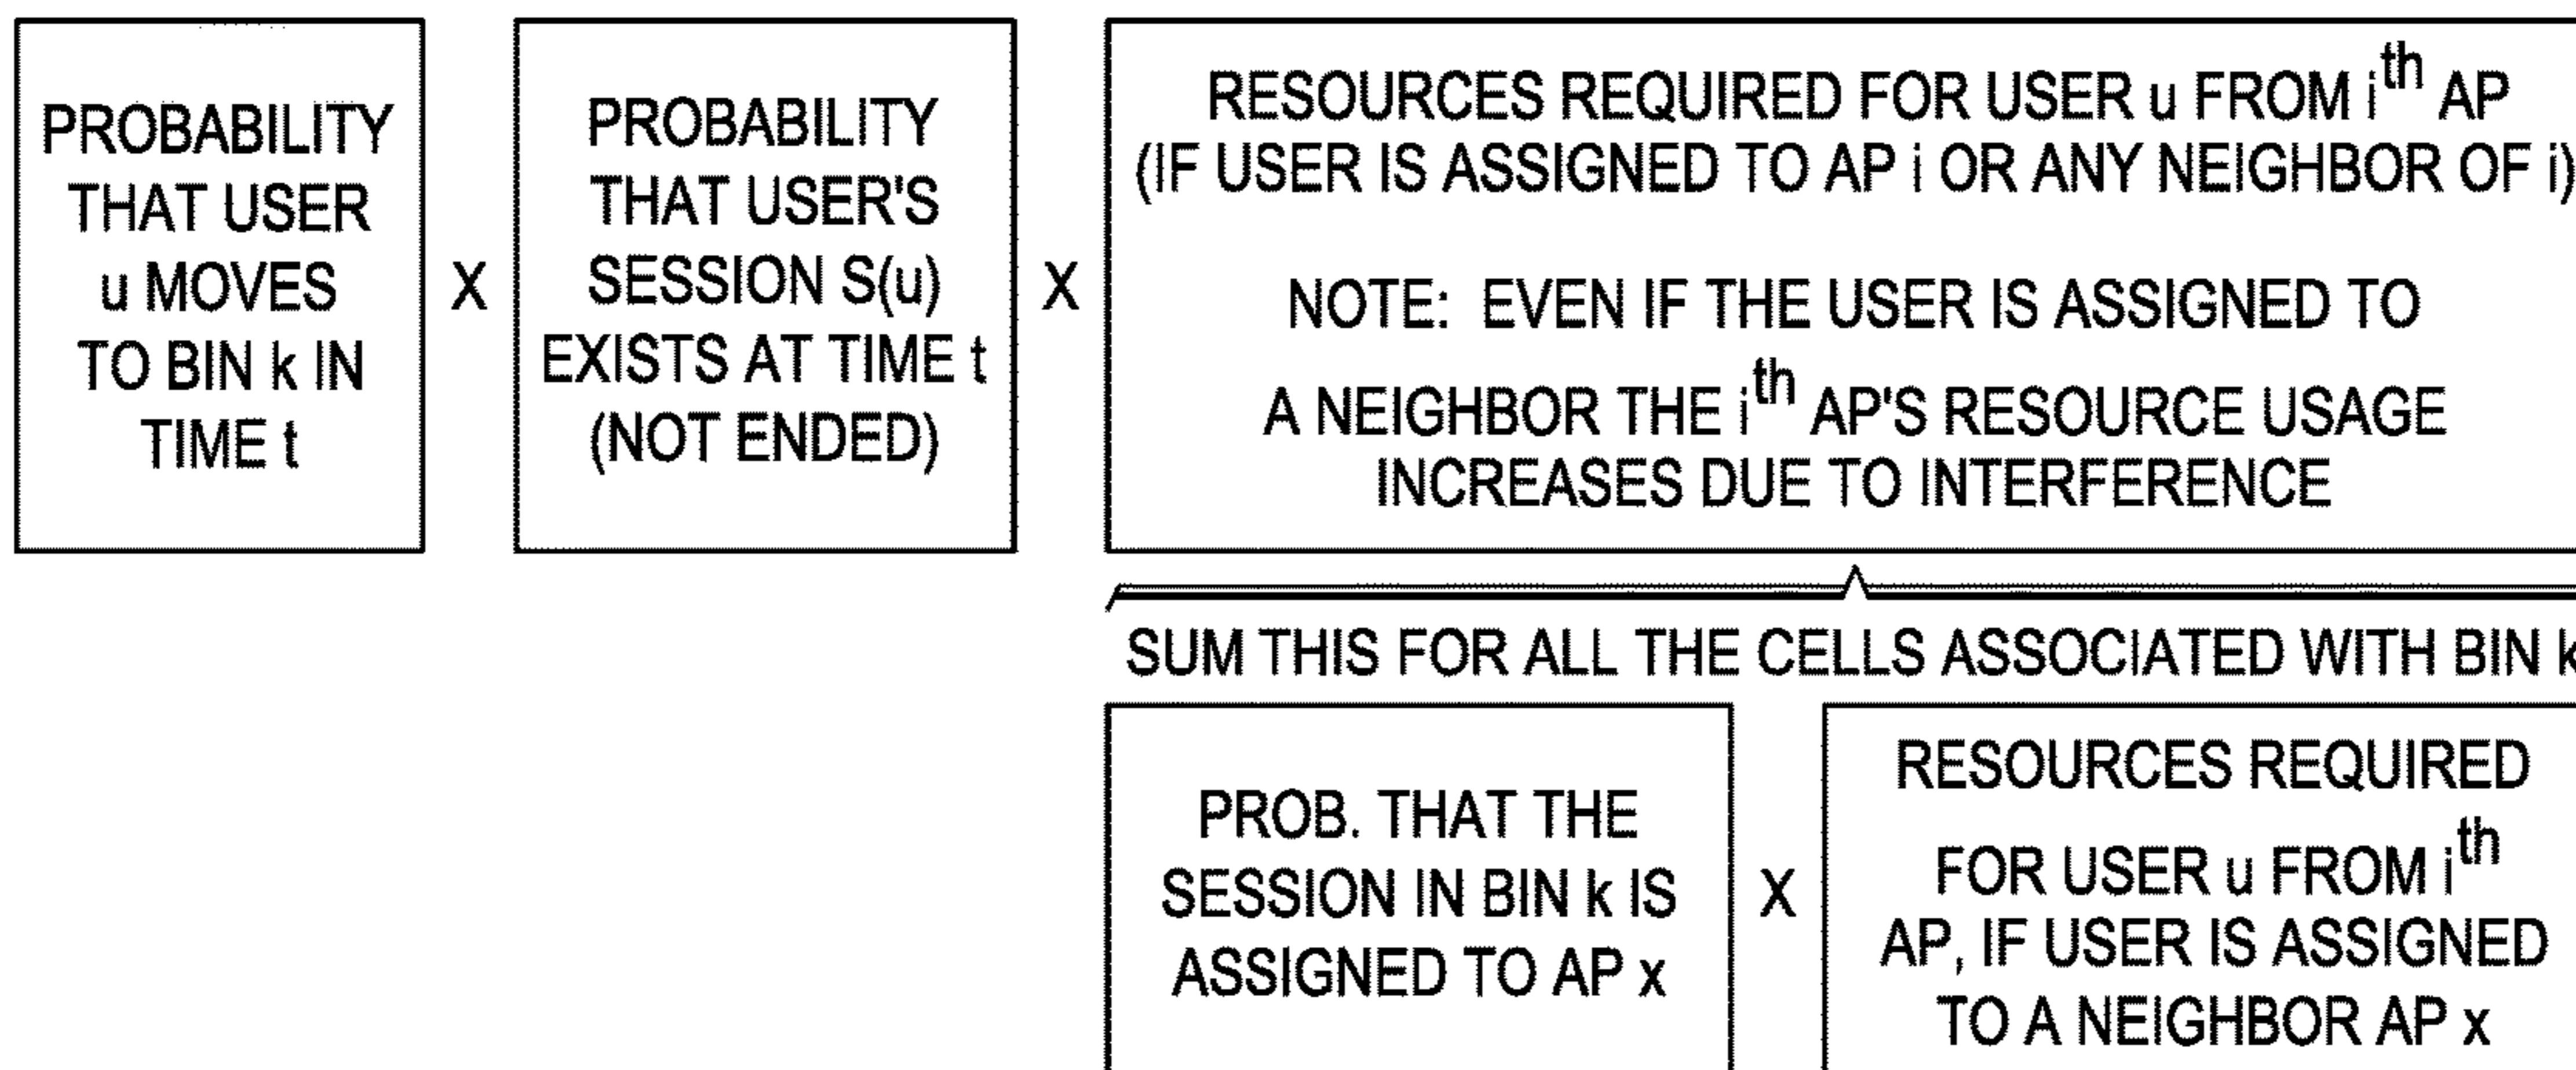 PROBABILITY
THAT USER
u MOVES
TO BIN k IN
TIME t
X
PROBABILITY
THAT USER'S
SESSION S(u)
EXISTS AT TIME t
(NOT ENDED)
X
RESOURCES REQUIRED FOR USER u FROM i^th AP
(IF USER IS ASSIGNED TO AP i OR ANY NEIGHBOR OF i)
NOTE: EVEN IF THE USER IS ASSIGNED TO
A NEIGHBOR THE i^th AP'S RESOURCE USAGE
INCREASES DUE TO INTERFERENCE
SUM THIS FOR ALL THE CELLS ASSOCIATED WITH BIN k
PROB. THAT THE
SESSION IN BIN k IS
ASSIGNED TO AP x
X
RESOURCES REQUIRED
FOR USER u FROM i^th
AP, IF USER IS ASSIGNED
TO A NEIGHBOR AP x